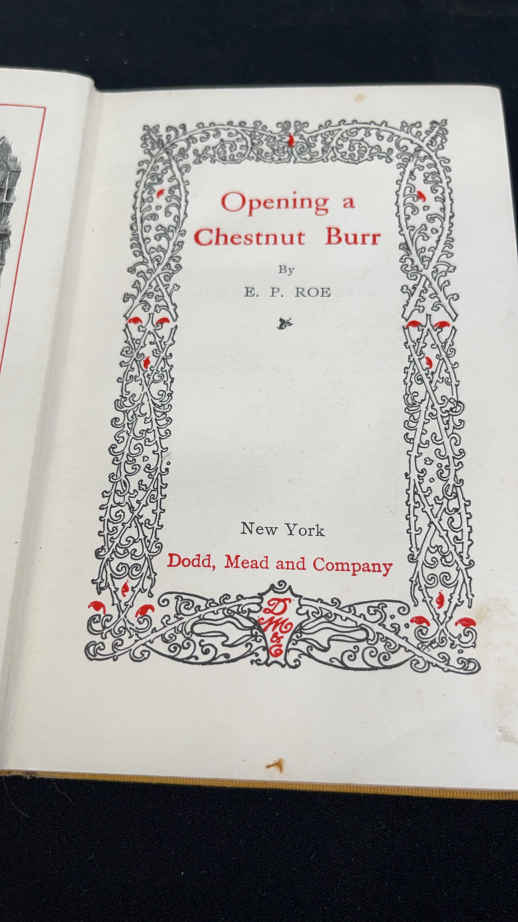 Opening a
Chestnut Burr
By
E. P. ROE
New York
Dodd, Mead and Company
D
M
& C